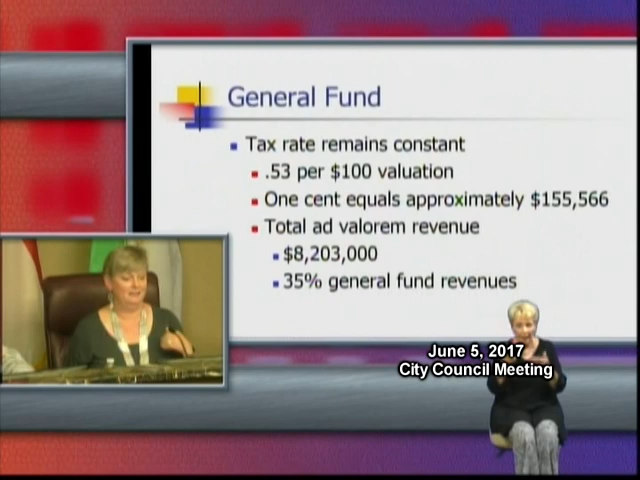 General Fund
Tax rate remains constant
.53 per $100 valuation
One cent equals approximately $155,566
Total ad valorem revenue
$8,203,000
35% general fund revenues
June 5, 2017
City Council Meeting